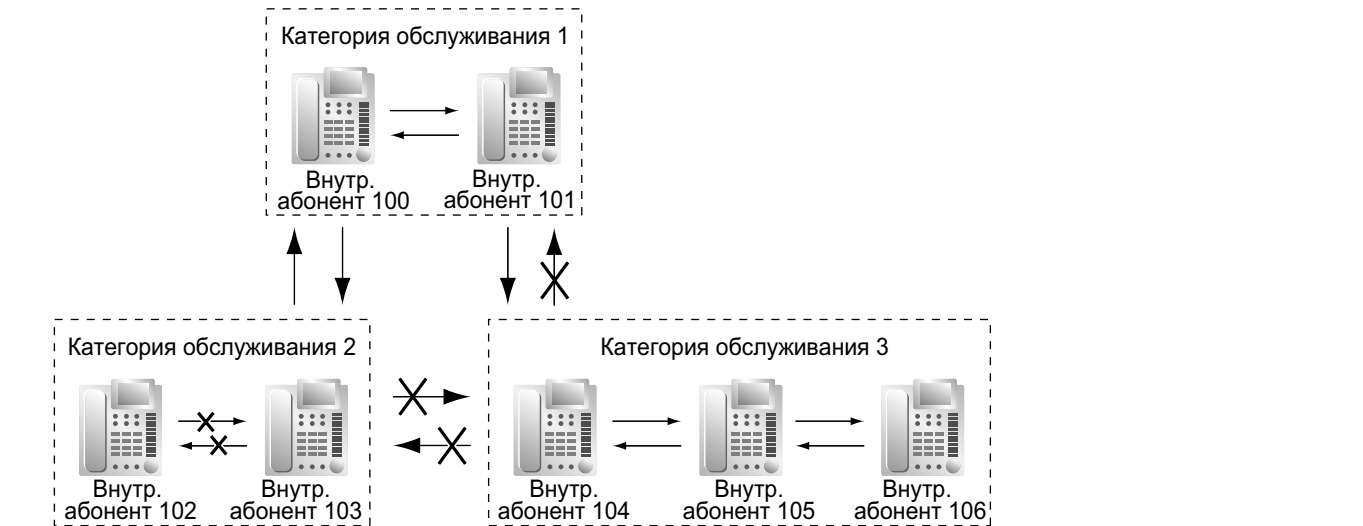 Категория обслуживания 1
Внутр.
абонент 100
Внутр.
абонент 101
Категория обслуживания 2
Внутр.
абонент 102
Внутр.
абонент 103
Категория обслуживания 3
Внутр.
абонент 104
Внутр.
абонент 105
Внутр.
абонент 106